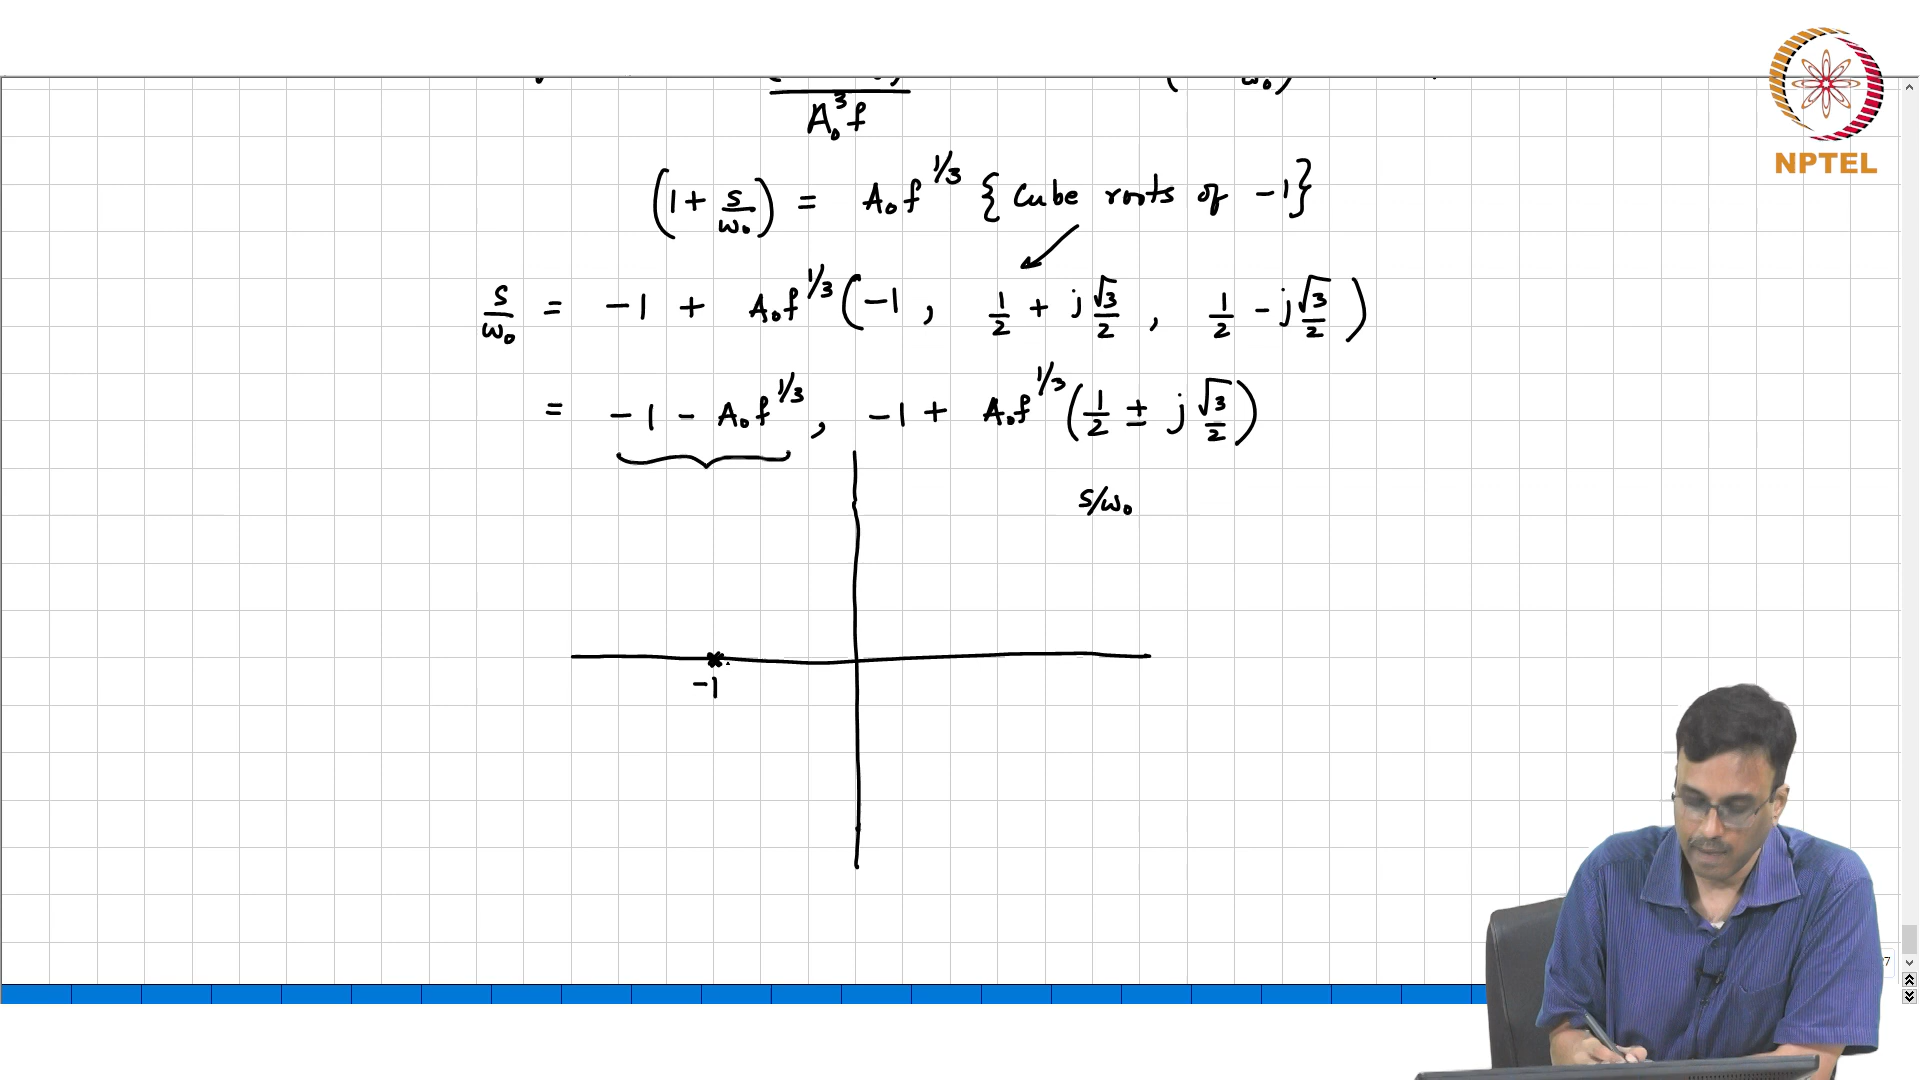 ω₀)
A₀³f
NPTEL
(1 + s/ω₀) = A₀f^1/3 {cube roots of -1}
s/ω₀ = -1 + A₀f^1/3 (-1, 1/2 + j √3/2, 1/2 - j √3/2)
= -1 - A₀f^1/3, -1 + A₀f^1/3 (1/2 ± j √3/2)
s/ω₀
-1